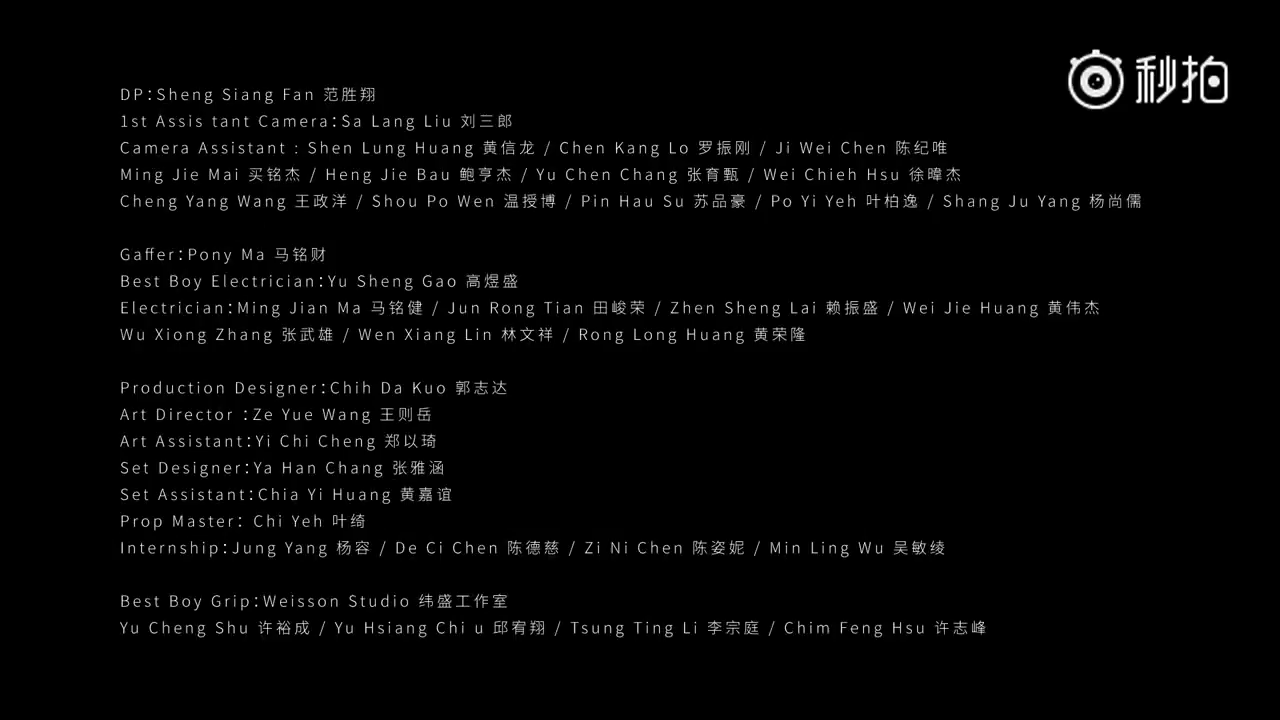 秒拍
DP:Sheng Siang Fan 范胜翔
1st Assis tant Camera:Sa Lang Liu 刘三郎
Camera Assistant : Shen Lung Huang 黄信龙 / Chen Kang Lo 罗振刚 / Ji Wei Chen 陈纪唯
Ming Jie Mai 买铭杰 / Heng Jie Bau 鲍亨杰 / Yu Chen Chang 张育甄 / Wei Chieh Hsu 徐暐杰
Cheng Yang Wang 王政洋 / Shou Po Wen 温授博 / Pin Hau Su 苏品豪 / Po Yi Yeh 叶柏逸 / Shang Ju Yang 杨尚儒
Gaffer:Pony Ma 马铭财
Best Boy Electrician:Yu Sheng Gao 高煜盛
Electrician:Ming Jian Ma 马铭健 / Jun Rong Tian 田峻荣 / Zhen Sheng Lai 赖振盛 / Wei Jie Huang 黄伟杰
Wu Xiong Zhang 张武雄 / Wen Xiang Lin 林文祥 / Rong Long Huang 黄荣隆
Production Designer:Chih Da Kuo 郭志达
Art Director :Ze Yue Wang 王则岳
Art Assistant:Yi Chi Cheng 郑以琦
Set Designer:Ya Han Chang 张雅涵
Set Assistant:Chia Yi Huang 黄嘉谊
Prop Master: Chi Yeh 叶绮
Internship:Jung Yang 杨容 / De Ci Chen 陈德慈 / Zi Ni Chen 陈姿妮 / Min Ling Wu 吴敏绫
Best Boy Grip:Weisson Studio 纬盛工作室
Yu Cheng Shu 许裕成 / Yu Hsiang Chi u 邱宥翔 / Tsung Ting Li 李宗庭 / Chim Feng Hsu 许志峰